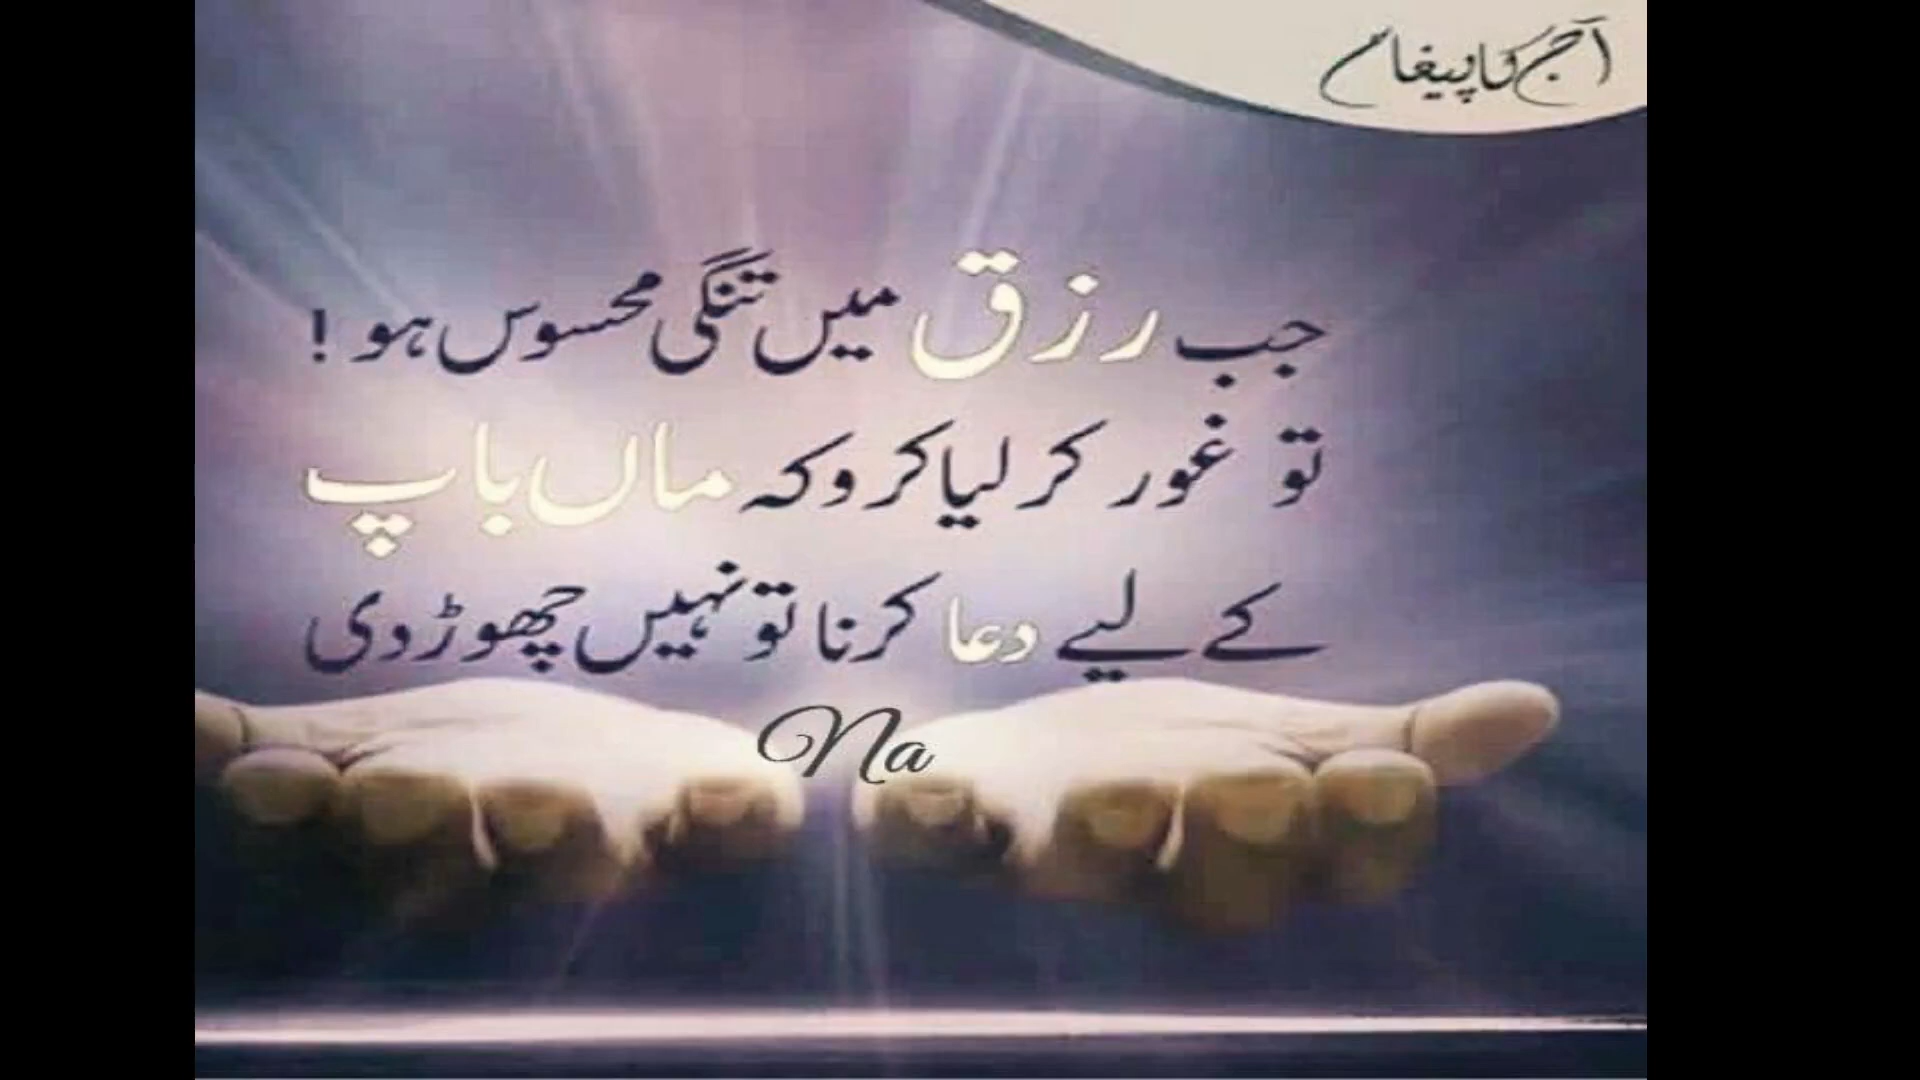 آج کا پیغام
جب رزق میں تنگی محسوس ہو !
تو غور کر لیا کرو کہ ماں باپ
کے لیے دعا کرنا تو نہیں چھوڑ دی
Na